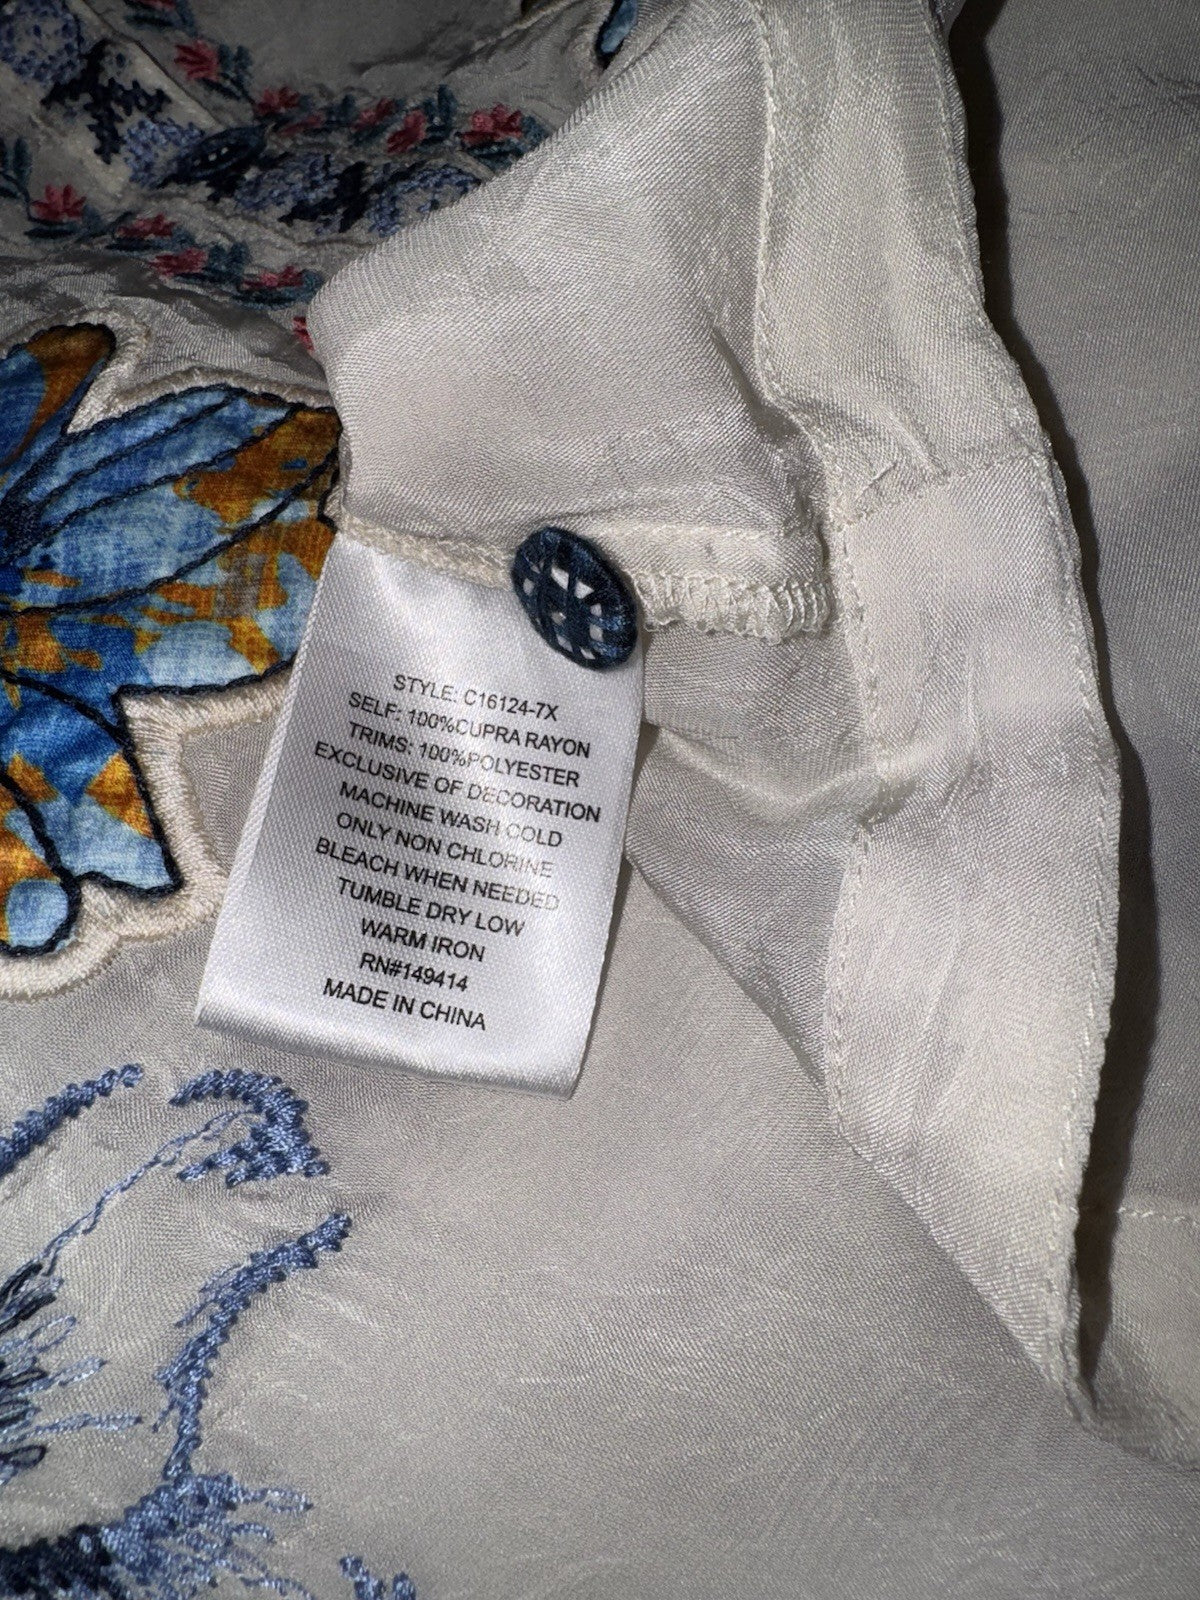 STYLE: C16124-7X
SELF: 100%CUPRA RAYON
TRIMS: 100%POLYESTER
EXCLUSIVE OF DECORATION
MACHINE WASH COLD
ONLY NON CHLORINE
BLEACH WHEN NEEDED
TUMBLE DRY LOW
WARM IRON
RN#149414
MADE IN CHINA